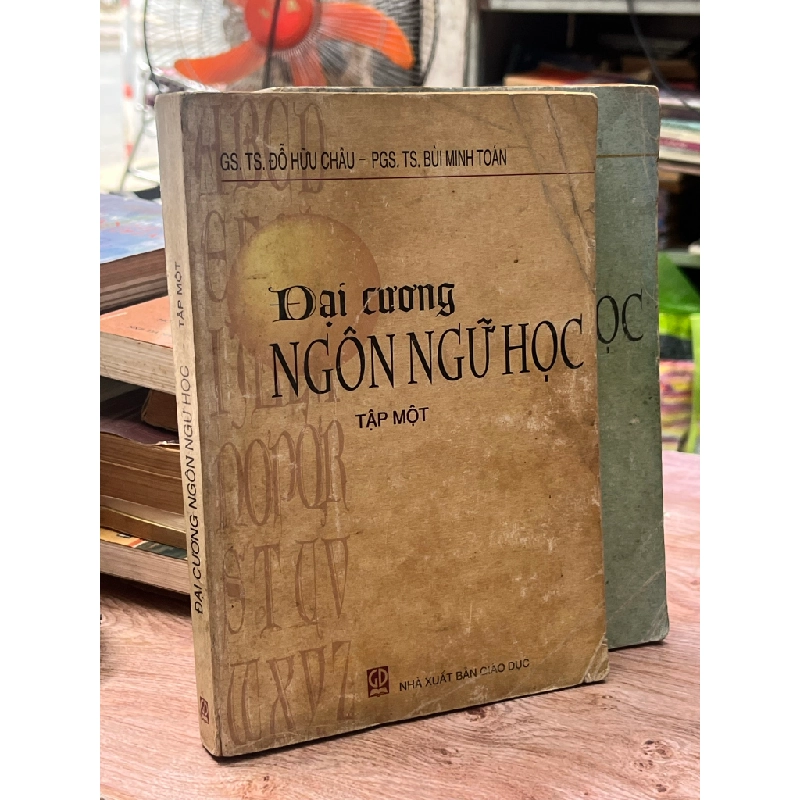 GS. TS. ĐỖ HỮU CHÂU – PGS. TS. BÙI MINH TOÁN
Đại cương
NGÔN NGỮ HỌC
TẬP MỘT
GD
NHÀ XUẤT BẢN GIÁO DỤC
ĐẠI CƯƠNG NGÔN NGỮ HỌC TẬP MỘT
ỌC